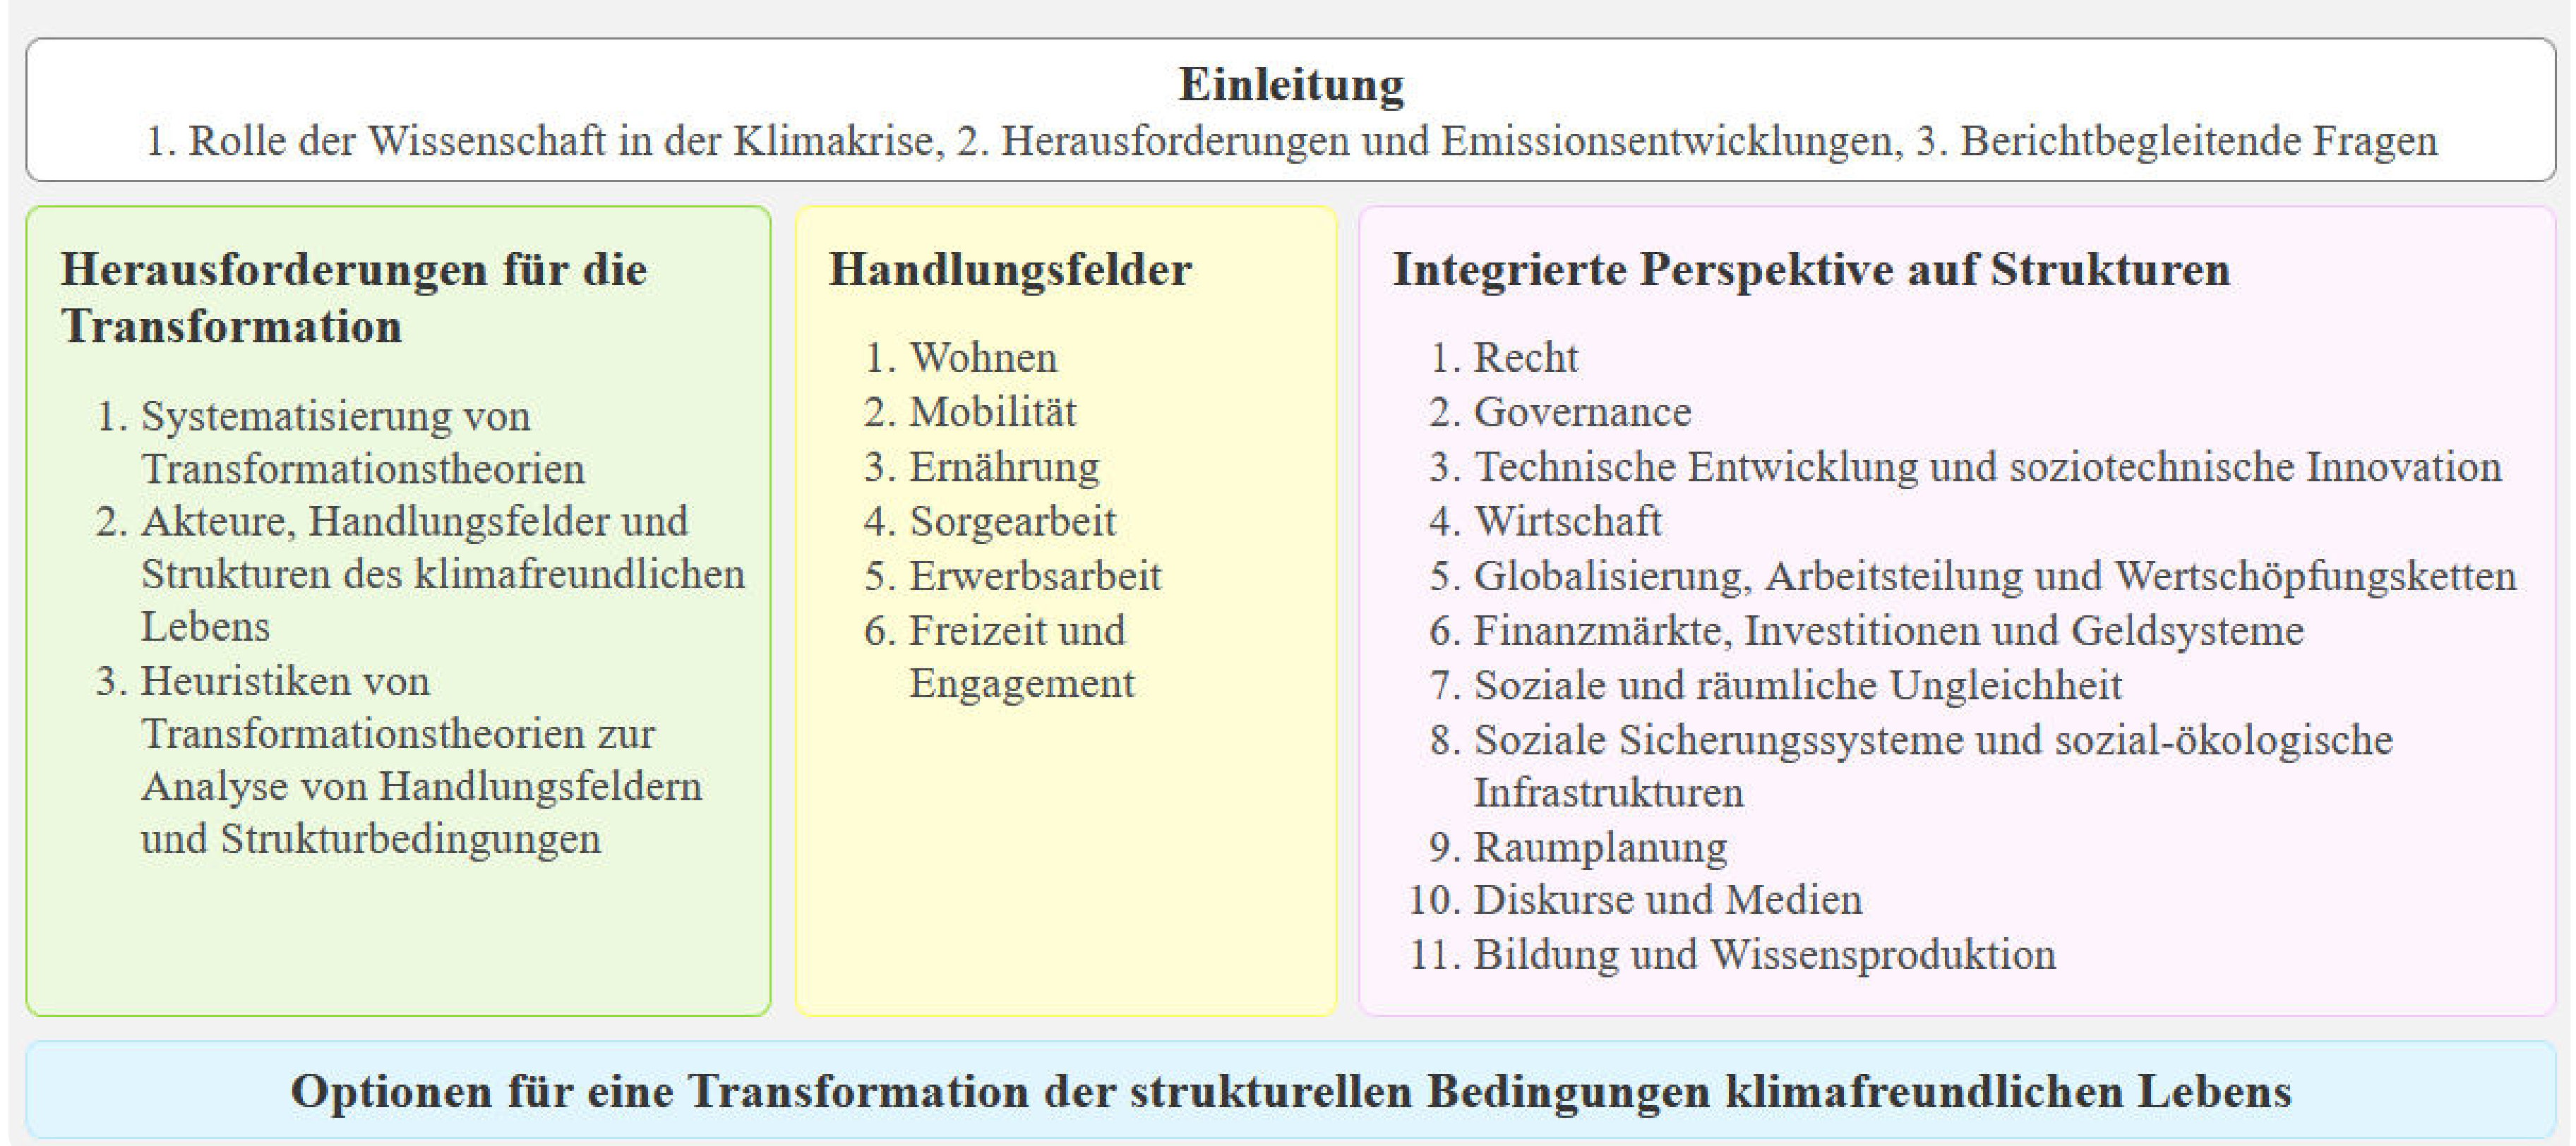 Einleitung
1. Rolle der Wissenschaft in der Klimakrise, 2. Herausforderungen und Emissionsentwicklungen, 3. Berichtbegleitende Fragen
Herausforderungen für die
Transformation
1. Systematisierung von
Transformationstheorien
2. Akteure, Handlungsfelder und
Strukturen des klimafreundlichen
Lebens
3. Heuristiken von
Transformationstheorien zur
Analyse von Handlungsfeldern
und Strukturbedingungen
Handlungsfelder
1. Wohnen
2. Mobilität
3. Ernährung
4. Sorgearbeit
5. Erwerbsarbeit
6. Freizeit und
Engagement
Integrierte Perspektive auf Strukturen
1. Recht
2. Governance
3. Technische Entwicklung und soziotechnische Innovation
4. Wirtschaft
5. Globalisierung, Arbeitsteilung und Wertschöpfungsketten
6. Finanzmärkte, Investitionen und Geldsysteme
7. Soziale und räumliche Ungleichheit
8. Soziale Sicherungssysteme und sozial-ökologische
Infrastrukturen
9. Raumplanung
10. Diskurse und Medien
11. Bildung und Wissensproduktion
Optionen für eine Transformation der strukturellen Bedingungen klimafreundlichen Lebens